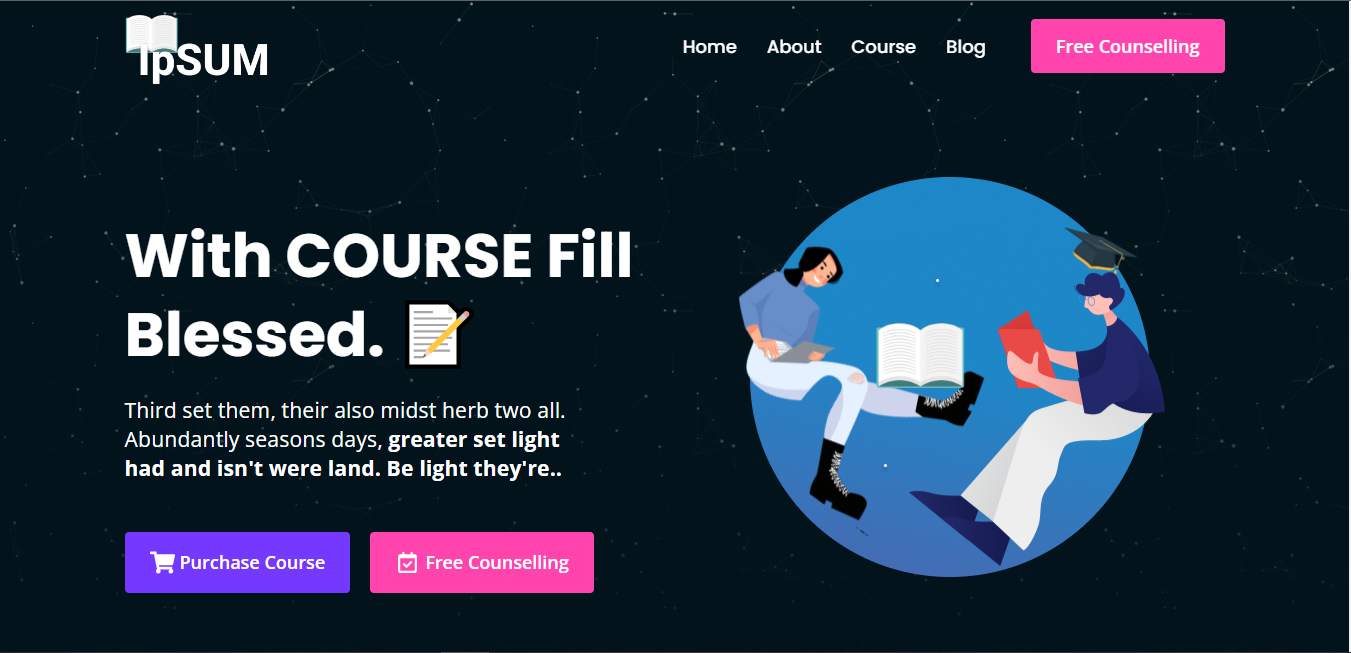 IpSUM
Home About Course Blog Free Counselling
With COURSE Fill
Blessed.
Third set them, their also midst herb two all.
Abundantly seasons days, greater set light
had and isn't were land. Be light they're..
Purchase Course Free Counselling